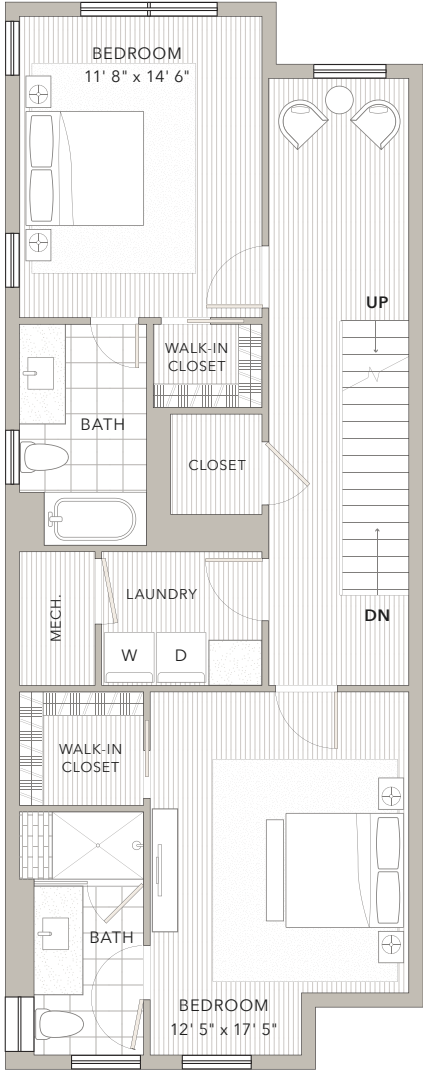 BEDROOM
11' 8" x 14' 6"
UP
WALK-IN
CLOSET
BATH
CLOSET
LAUNDRY
MECH.
DN
W
D
WALK-IN
CLOSET
BATH
BEDROOM
12' 5" x 17' 5"